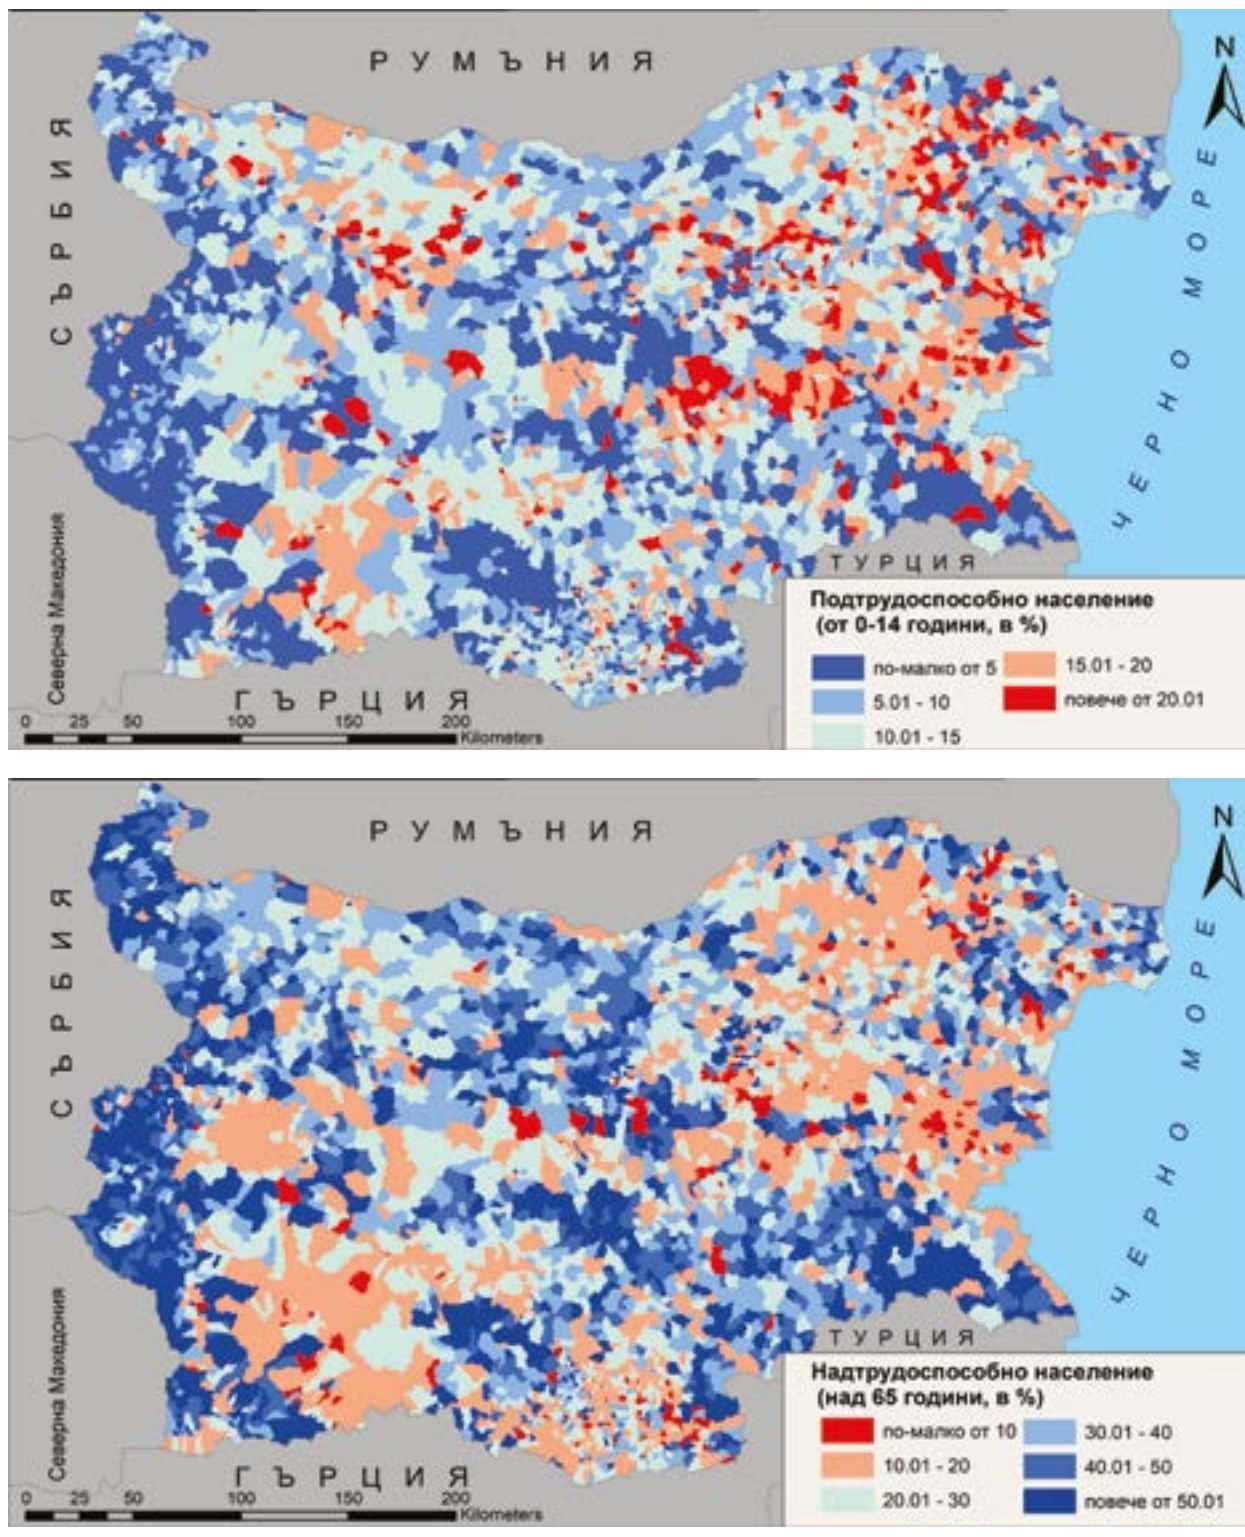 РУМЪНИЯ
N
СЪРБИЯ
ЧЕРНО МОРЕ
Северна Македония
ТУРЦИЯ
ГЪРЦИЯ
Подтрудоспособно население
(от 0-14 години, в %)
по-малко от 5
15.01 - 20
5.01 - 10
повече от 20.01
10.01 - 15
0 25 50 100 150 200
Kilometers
РУМЪНИЯ
N
СЪРБИЯ
ЧЕРНО МОРЕ
Северна Македония
ТУРЦИЯ
ГЪРЦИЯ
Надтрудоспособно население
(над 65 години, в %)
по-малко от 10
30.01 - 40
10.01 - 20
40.01 - 50
20.01 - 30
повече от 50.01
0 25 50 100 150 200
Kilometers